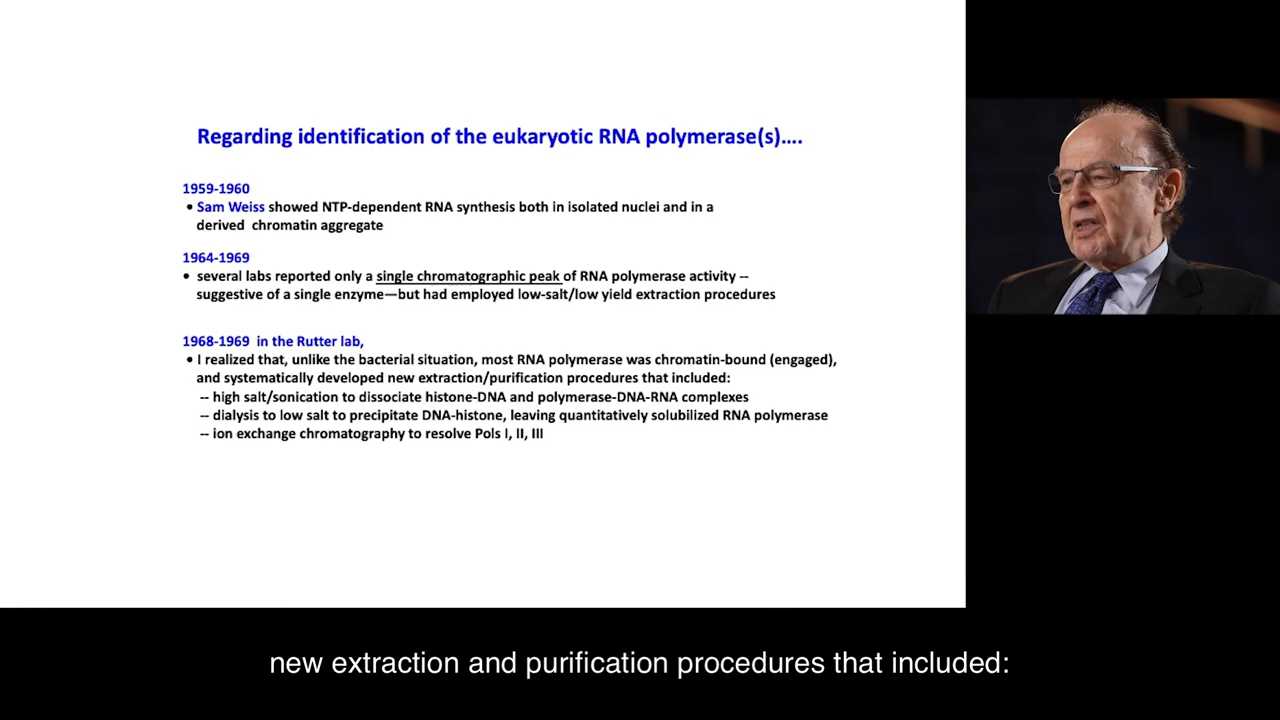 Regarding identification of the eukaryotic RNA polymerase(s)....
1959-1960
• Sam Weiss showed NTP-dependent RNA synthesis both in isolated nuclei and in a
derived chromatin aggregate
1964-1969
• several labs reported only a single chromatographic peak of RNA polymerase activity --
suggestive of a single enzyme—but had employed low-salt/low yield extraction procedures
1968-1969 in the Rutter lab,
• I realized that, unlike the bacterial situation, most RNA polymerase was chromatin-bound (engaged),
and systematically developed new extraction/purification procedures that included:
-- high salt/sonication to dissociate histone-DNA and polymerase-DNA-RNA complexes
-- dialysis to low salt to precipitate DNA-histone, leaving quantitatively solubilized RNA polymerase
-- ion exchange chromatography to resolve Pols I, II, III
new extraction and purification procedures that included: